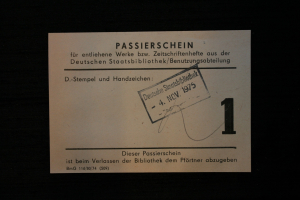 PASSIERSCHEIN
für entliehene Werke bzw. Zeitschriftenhefte aus der
Deutschen Staatsbibliothek/Benutzungsabteilung
D.-Stempel und Handzeichen:
Deutsche Staatsbibliothek
- 4. NOV. 1975
1
Dieser Passierschein
ist beim Verlassen der Bibliothek dem Pförtner abzugeben